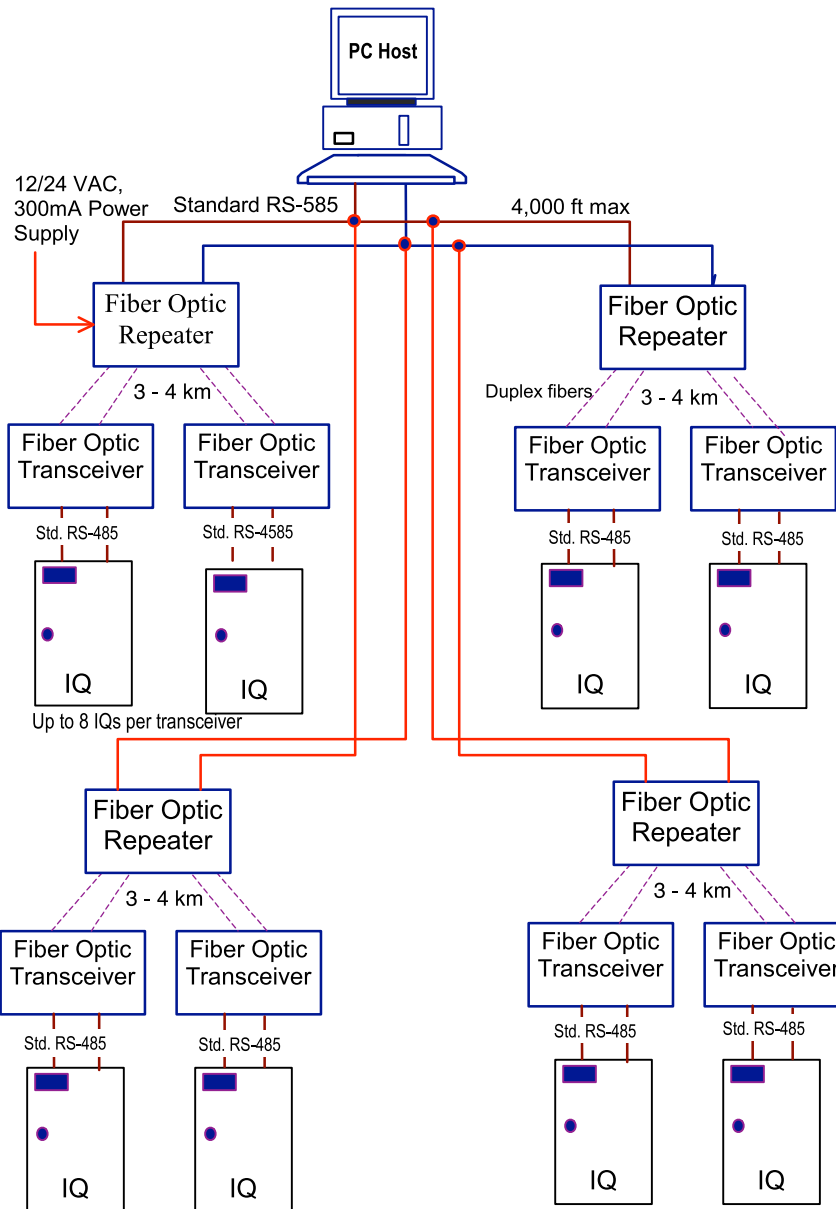 PC Host
12/24 VAC,
300mA Power
Supply
Standard RS-585
4,000 ft max
Fiber Optic
Repeater
Fiber Optic
Repeater
3 - 4 km
Duplex fibers
3 - 4 km
Fiber Optic
Transceiver
Fiber Optic
Transceiver
Fiber Optic
Transceiver
Fiber Optic
Transceiver
Std. RS-485
Std. RS-4585
Std. RS-485
Std. RS-485
IQ
IQ
IQ
IQ
Up to 8 IQs per transceiver
Fiber Optic
Repeater
Fiber Optic
Repeater
3 - 4 km
3 - 4 km
Fiber Optic
Transceiver
Fiber Optic
Transceiver
Fiber Optic
Transceiver
Fiber Optic
Transceiver
Std. RS-485
Std. RS-485
Std. RS-485
Std. RS-485
IQ
IQ
IQ
IQ